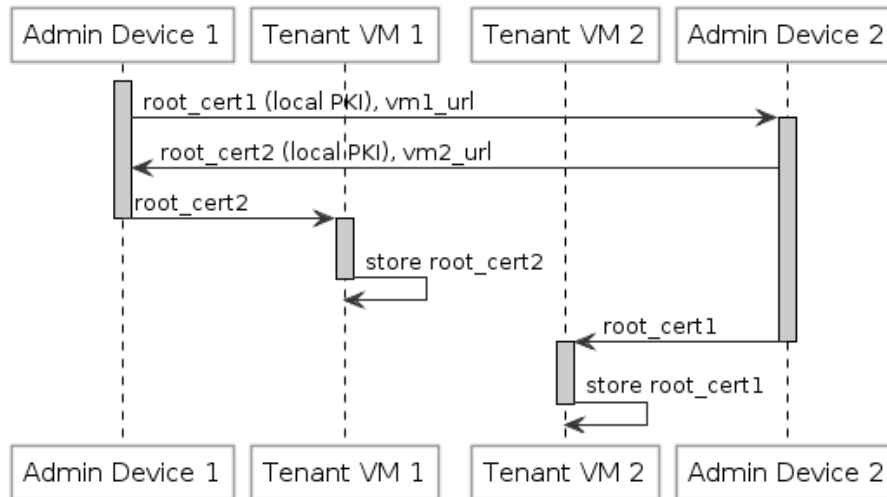 Admin Device 1
Tenant VM 1
Tenant VM 2
Admin Device 2
root_cert1 (local PKI), vm1_url
root_cert2 (local PKI), vm2_url
root_cert2
store root_cert2
root_cert1
store root_cert1
Admin Device 1
Tenant VM 1
Tenant VM 2
Admin Device 2